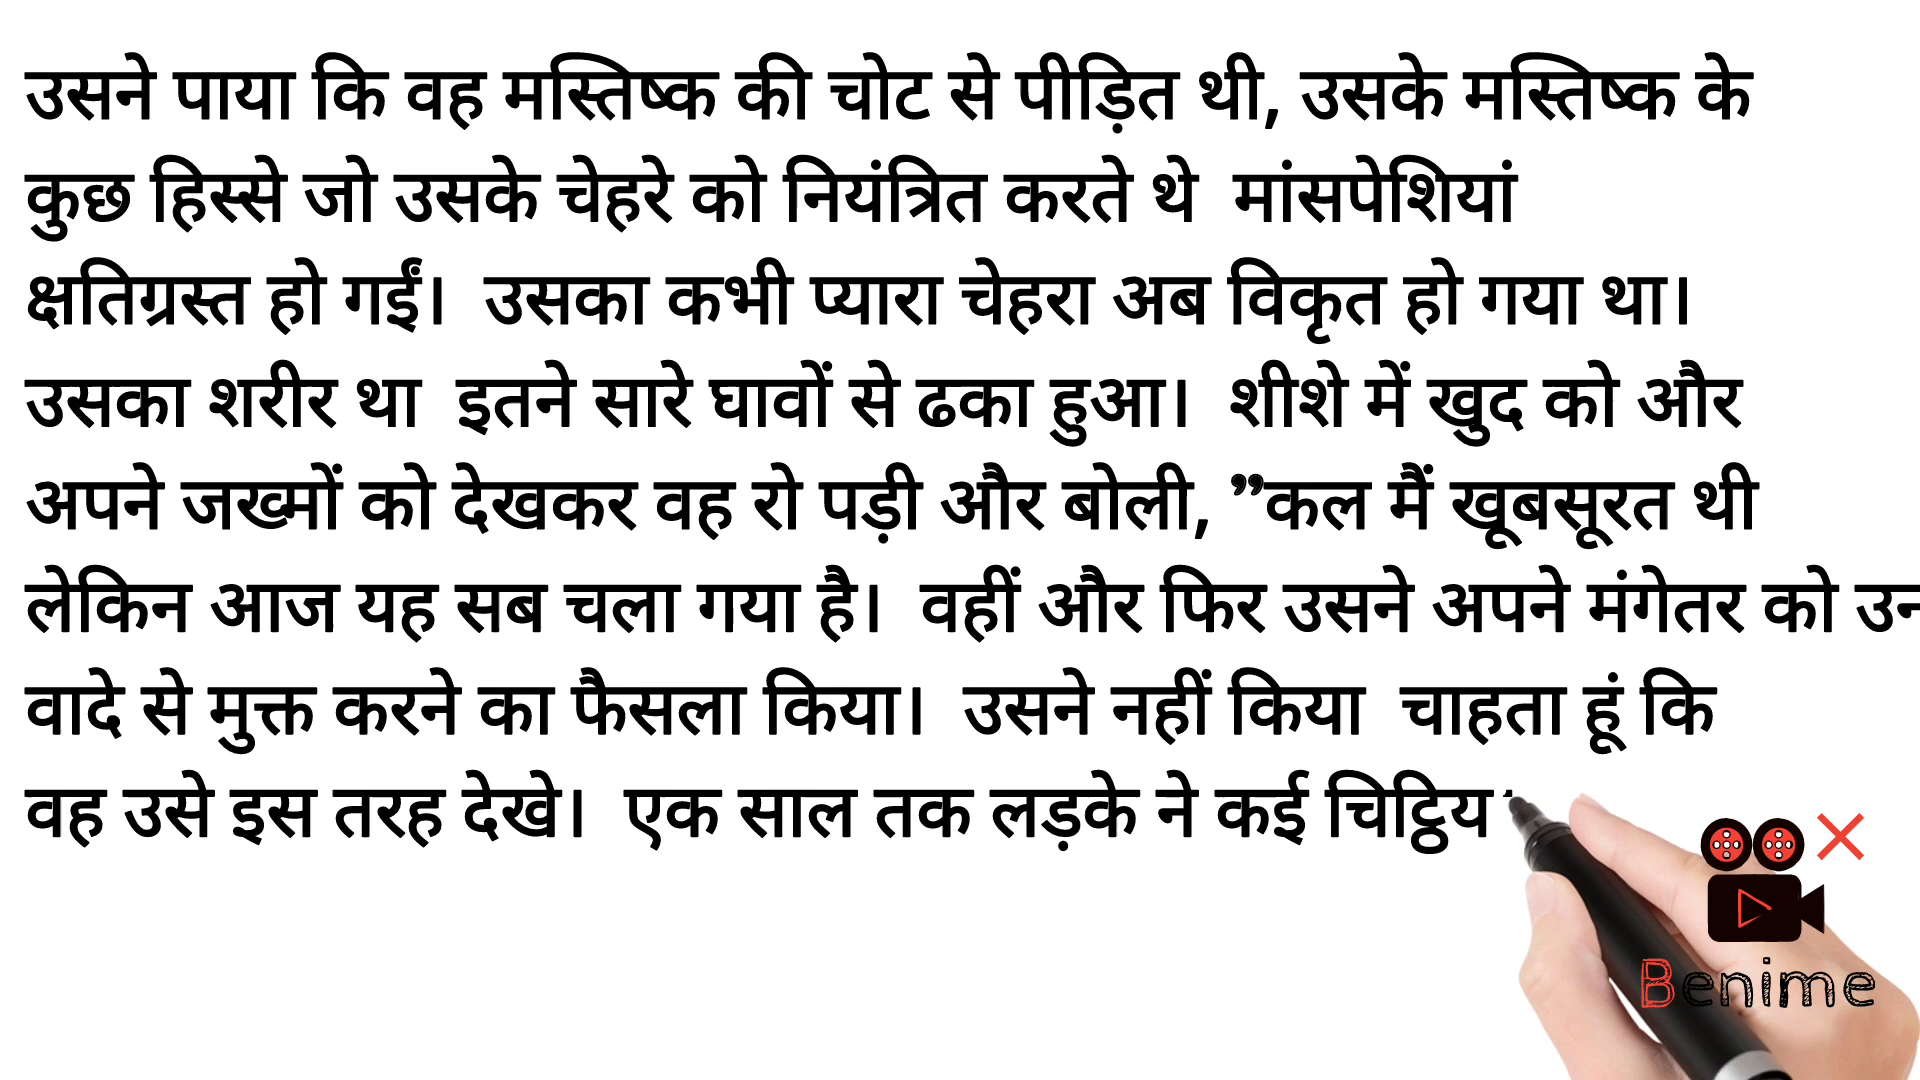 उसने पाया कि वह मस्तिष्क की चोट से पीड़ित थी, उसके मस्तिष्क के
कुछ हिस्से जो उसके चेहरे को नियंत्रित करते थे मांसपेशियां
क्षतिग्रस्त हो गईं। उसका कभी प्यारा चेहरा अब विकृत हो गया था।
उसका शरीर था इतने सारे घावों से ढका हुआ। शीशे में खुद को और
अपने जख्मों को देखकर वह रो पड़ी और बोली, ”कल मैं खूबसूरत थी
लेकिन आज यह सब चला गया है। वहीं और फिर उसने अपने मंगेतर को
वादे से मुक्त करने का फैसला किया। उसने नहीं किया चाहता हूं कि
वह उसे इस तरह देखे। एक साल तक लड़के ने कई
Benime